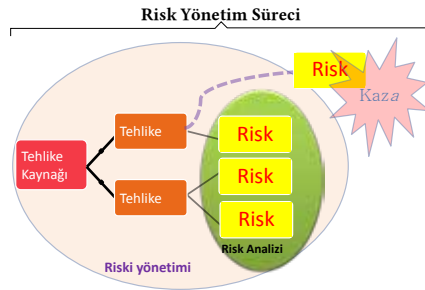 Risk Yönetim Süreci
Risk
Kaza
Tehlike
Risk
Tehlike
Kaynağı
Risk
Tehlike
Risk
Risk Analizi
Riski yönetimi